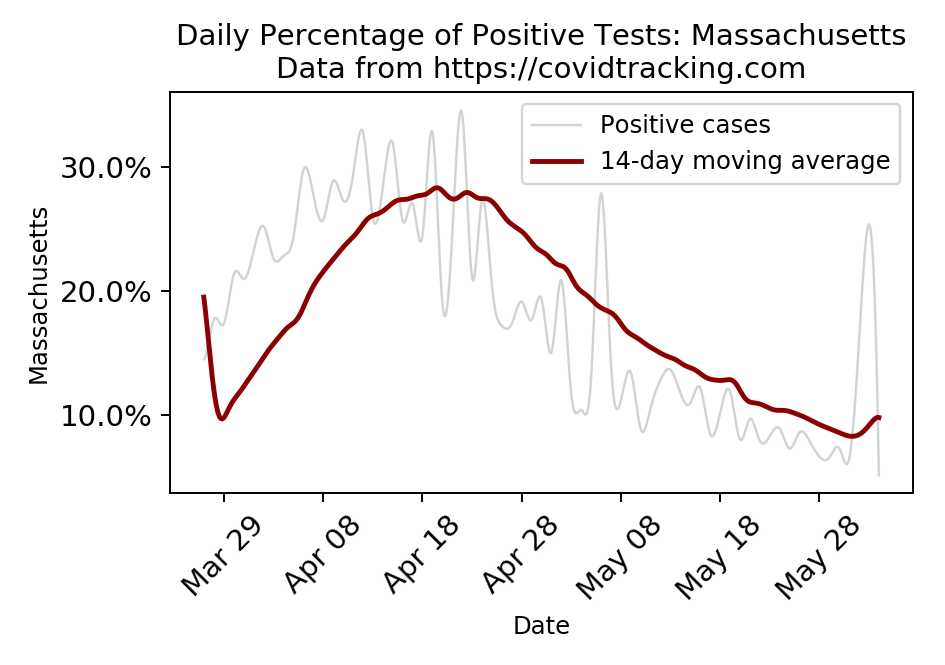 Daily Percentage of Positive Tests: Massachusetts
Data from https://covidtracking.com
Positive cases
14-day moving average
30.0%
20.0%
10.0%
Massachusetts
Mar 29
Apr 08
Apr 18
Apr 28
May 08
May 18
May 28
Date